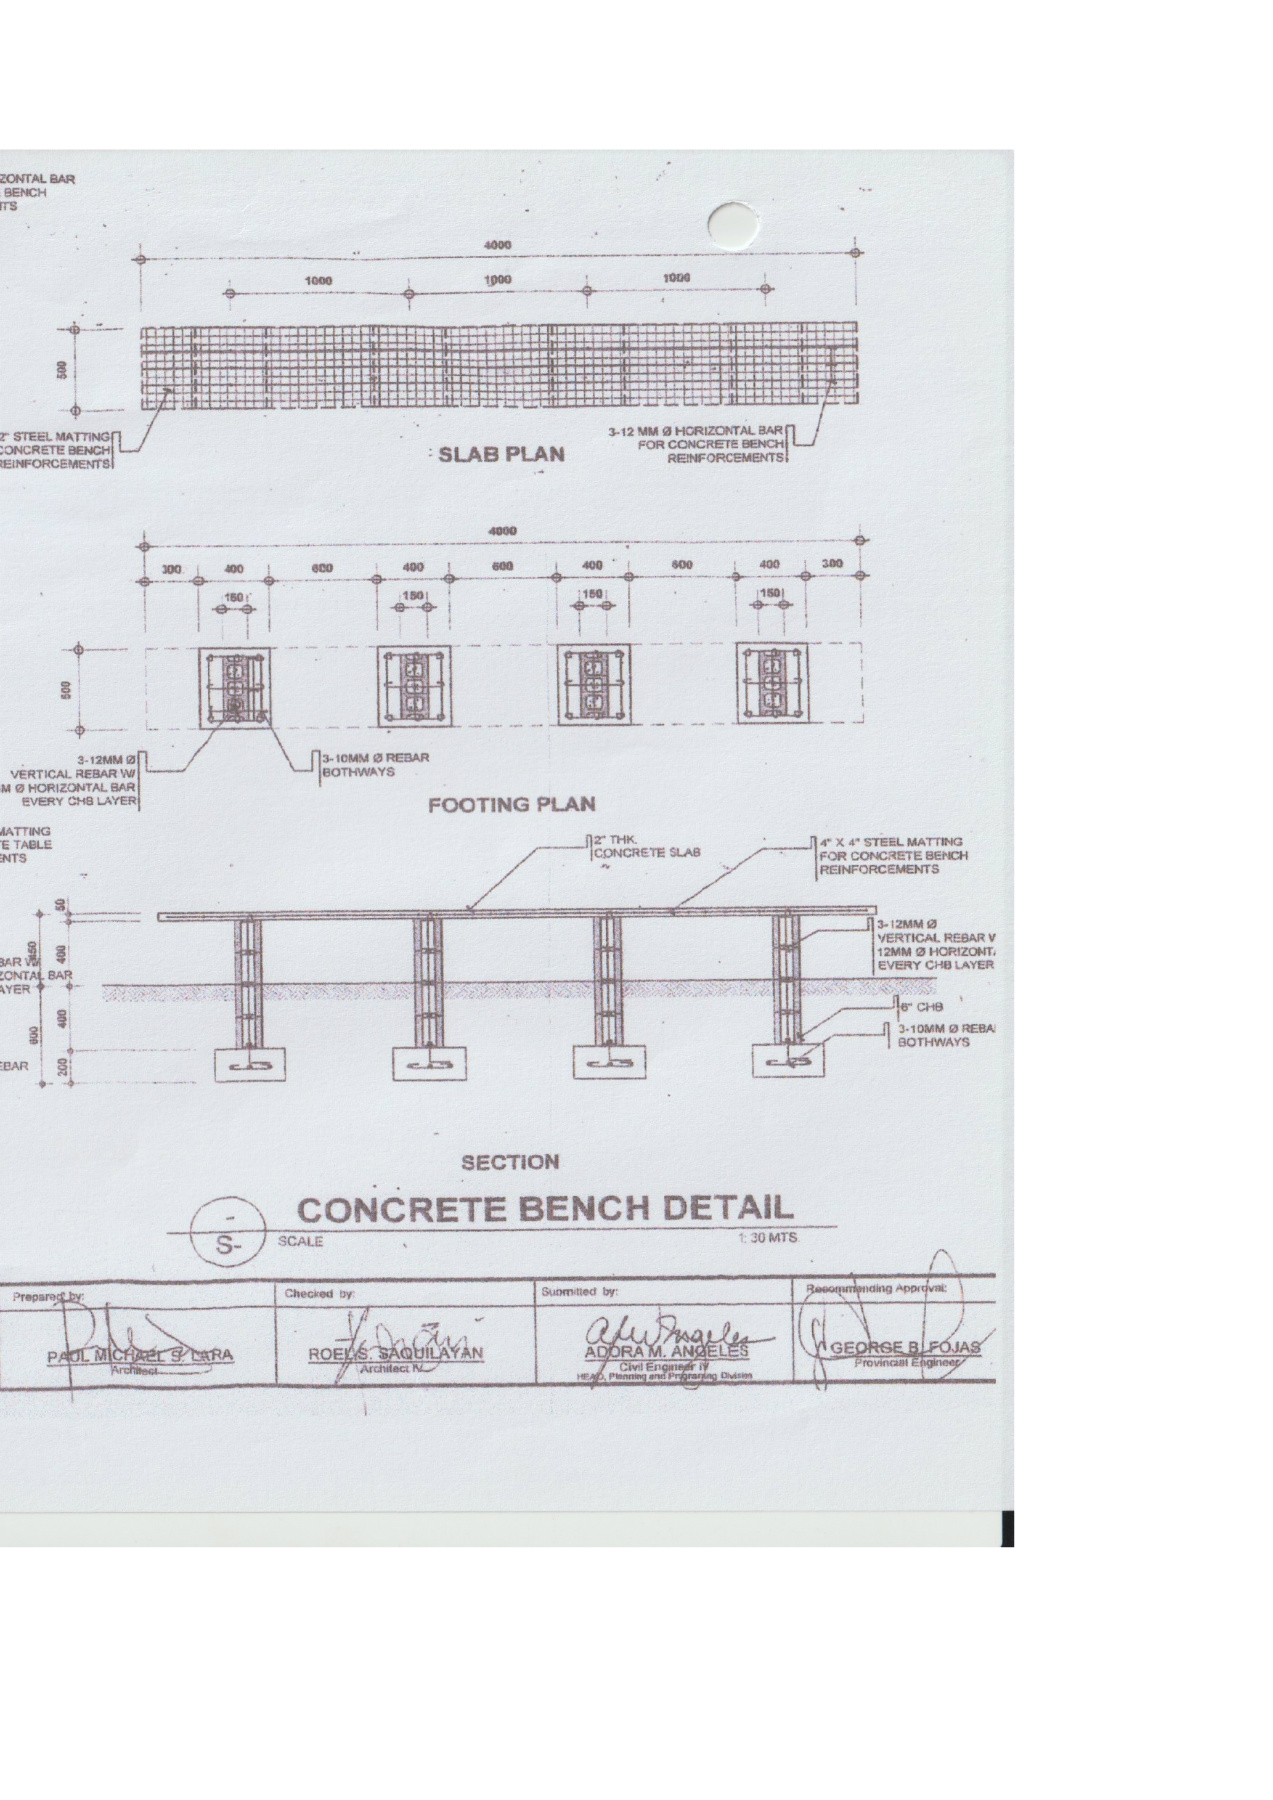 ZONTAL BAR
BENCH
NTS
4000
1000
1000
1000
500
2" STEEL MATTING
CONCRETE BENCH
REINFORCEMENTS
3-12 MM Ø HORIZONTAL BAR
FOR CONCRETE BENCH
REINFORCEMENTS
SLAB PLAN
4000
300
400
600
400
600
400
600
400
300
150
150
150
150
500
3-12MM Ø
VERTICAL REBAR W/
M Ø HORIZONTAL BAR
EVERY CHB LAYER
3-10MM Ø REBAR
BOTHWAYS
FOOTING PLAN
MATTING
TE TABLE
ENTS
2" THK.
CONCRETE SLAB
4" X 4" STEEL MATTING
FOR CONCRETE BENCH
REINFORCEMENTS
50
450
400
400
600
200
BAR W/
ZONTAL BAR
AYER
EBAR
3-12MM Ø
VERTICAL REBAR W
12MM Ø HORIZONTA
EVERY CHB LAYER
6" CHB
3-10MM Ø REBA
BOTHWAYS
SECTION
CONCRETE BENCH DETAIL
-
S-
SCALE
1: 30 MTS
Prepared by:
Checked by:
Submitted by:
Recommending Approval:
PAUL MICHAEL S. LARA
Architect
ROEL S. SAQUILAYAN
Architect IV
ADORA M. ANGELES
Civil Engineer IV
HEAD, Planning and Programing Division
GEORGE B. FOJAS
Provincial Engineer